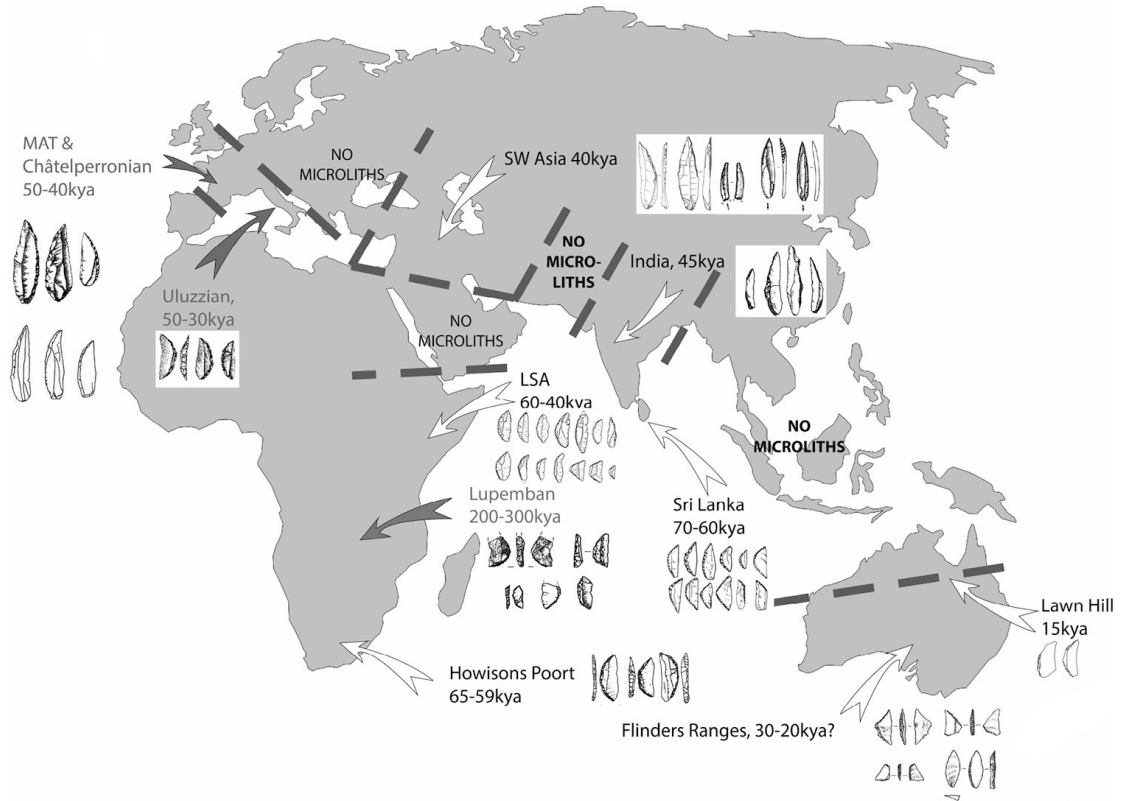 MAT &
Châtelperronian
50-40kya
NO
MICROLITHS
SW Asia 40kya
NO
MICRO-
LITHS
India, 45kya
Uluzzian,
50-30kya
NO
MICROLITHS
LSA
60-40kya
NO
MICROLITHS
Lupemban
200-300kya
Sri Lanka
70-60kya
Lawn Hill
15kya
Howisons Poort
65-59kya
Flinders Ranges, 30-20kya?